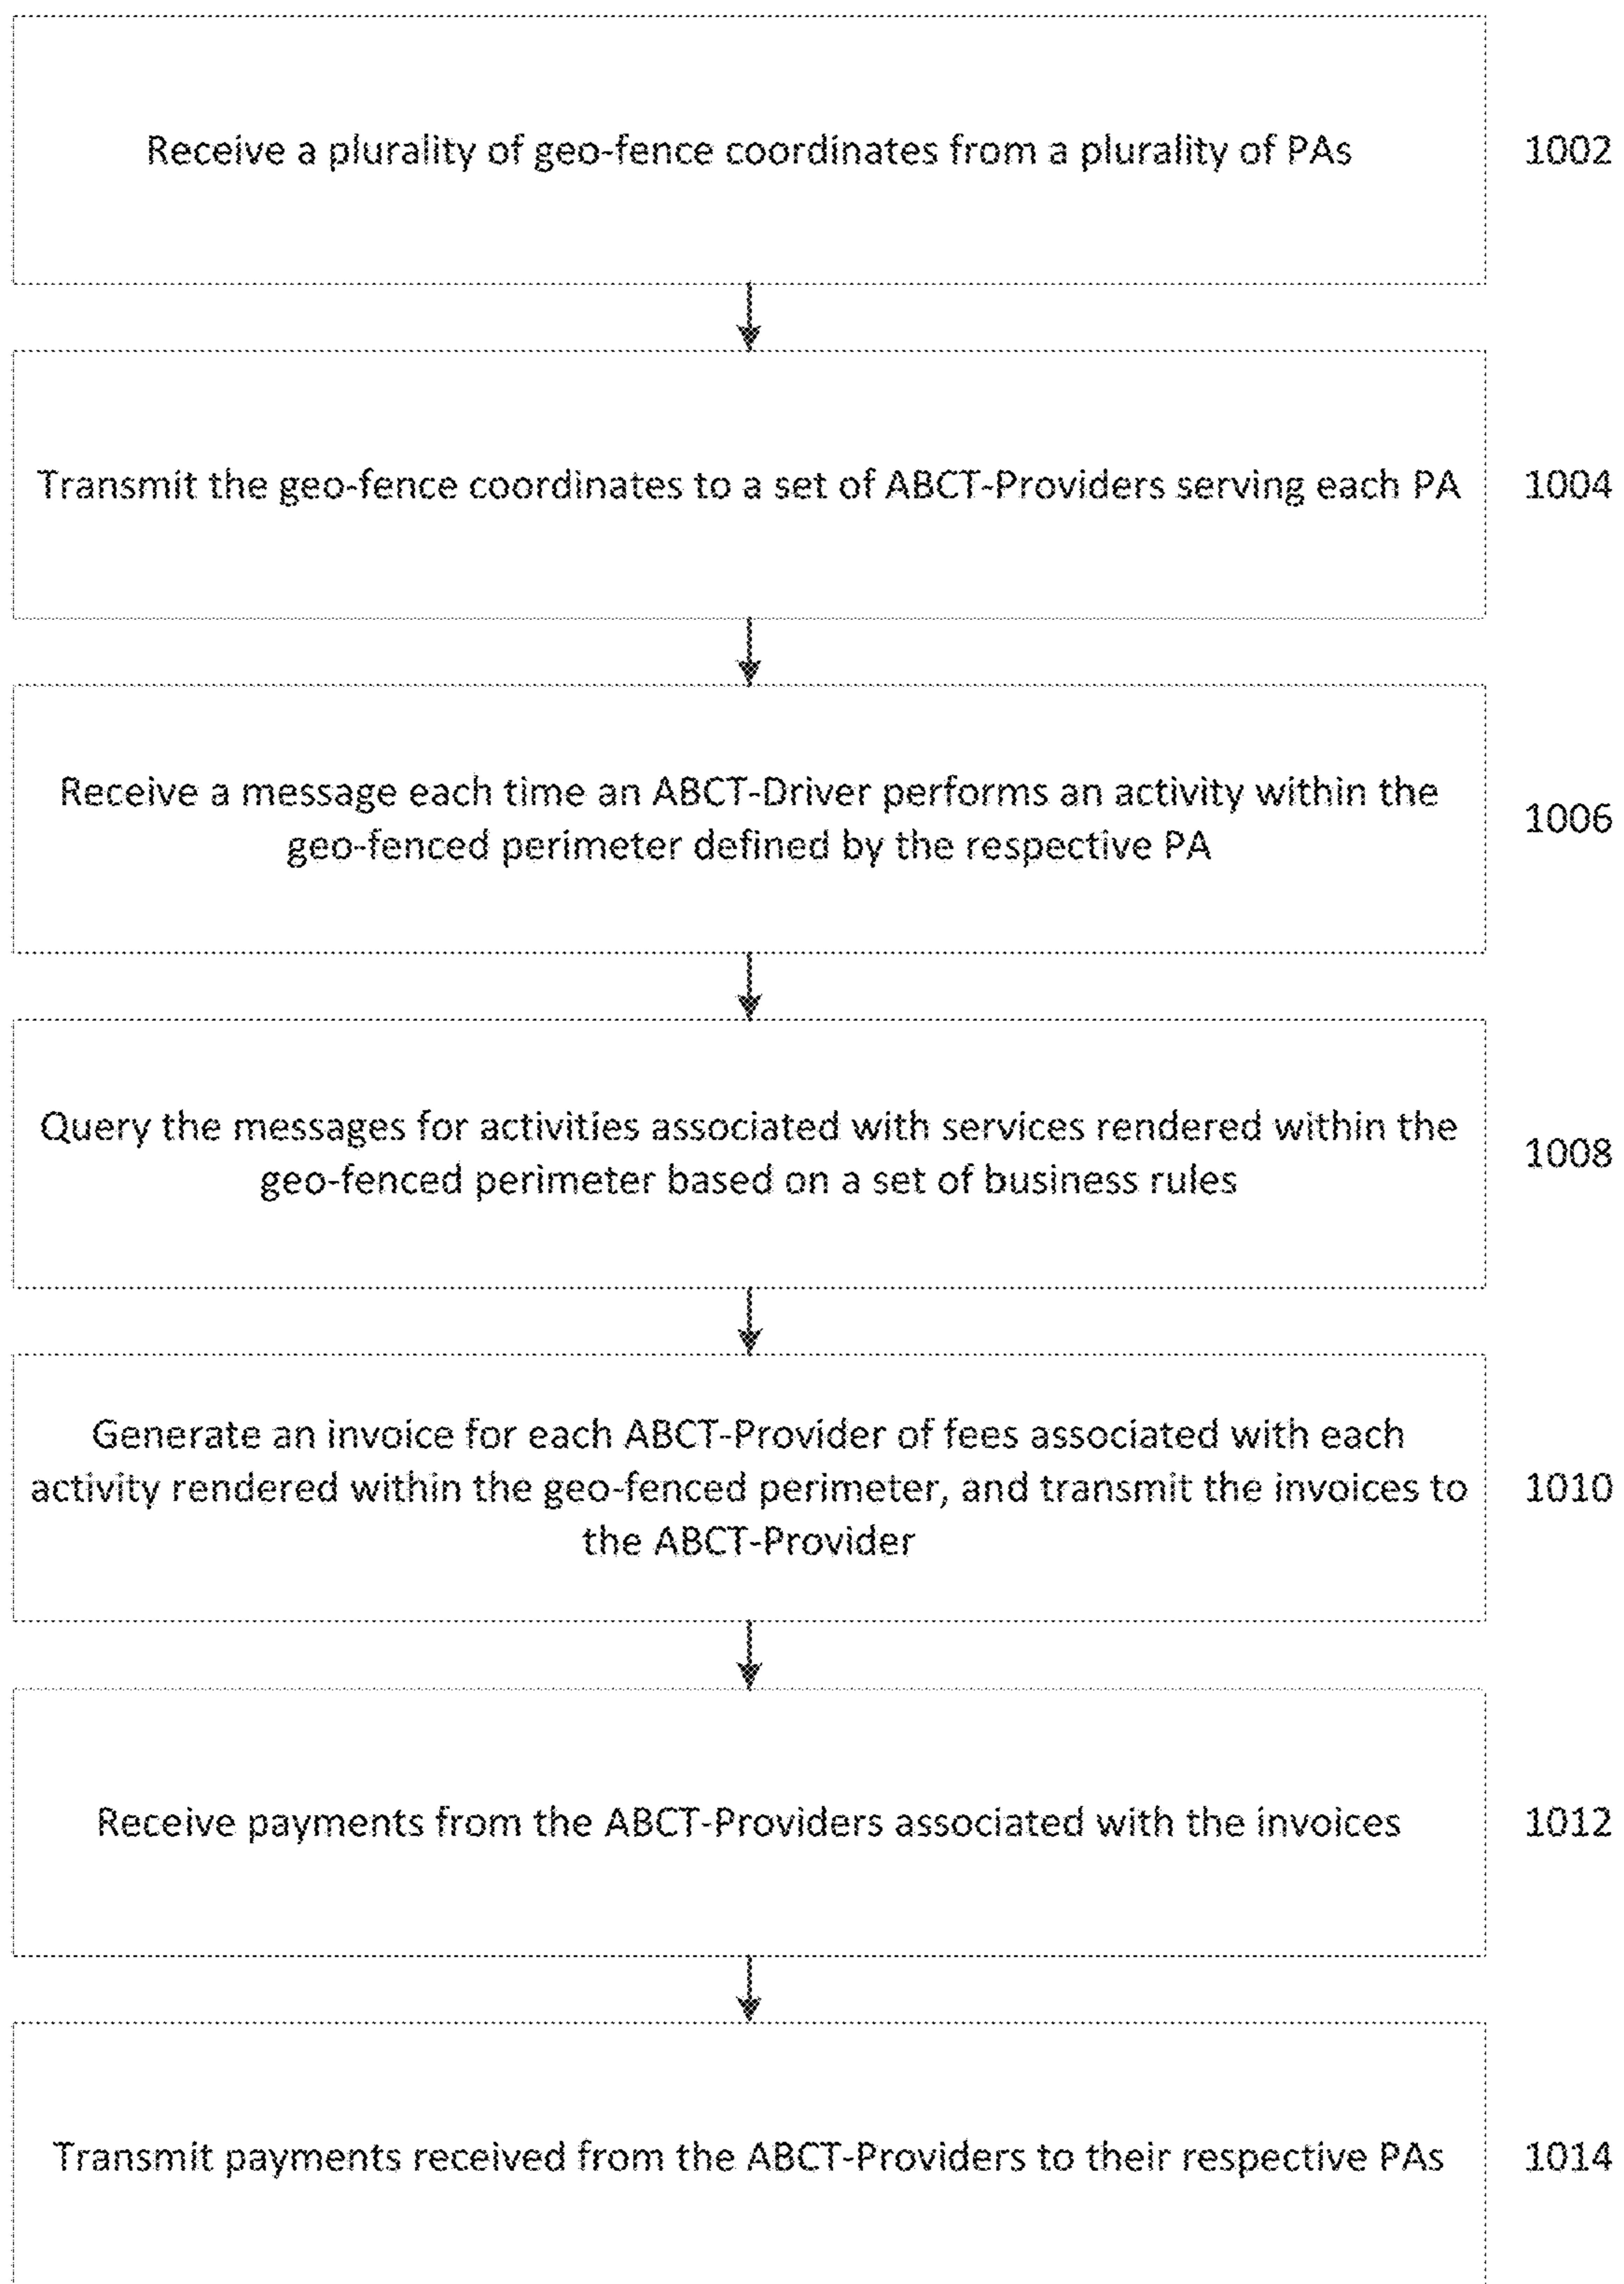 Receive a plurality of geo-fence coordinates from a plurality of PAs
1002
Transmit the geo-fence coordinates to a set of ABCT-Providers serving each PA
1004
Receive a message each time an ABCT-Driver performs an activity within the
geo-fenced perimeter defined by the respective PA
1006
Query the messages for activities associated with services rendered within the
geo-fenced perimeter based on a set of business rules
1008
Generate an invoice for each ABCT-Provider of fees associated with each
activity rendered within the geo-fenced perimeter, and transmit the invoices to
the ABCT-Provider
1010
Receive payments from the ABCT-Providers associated with the invoices
1012
Transmit payments received from the ABCT-Providers to their respective PAs
1014